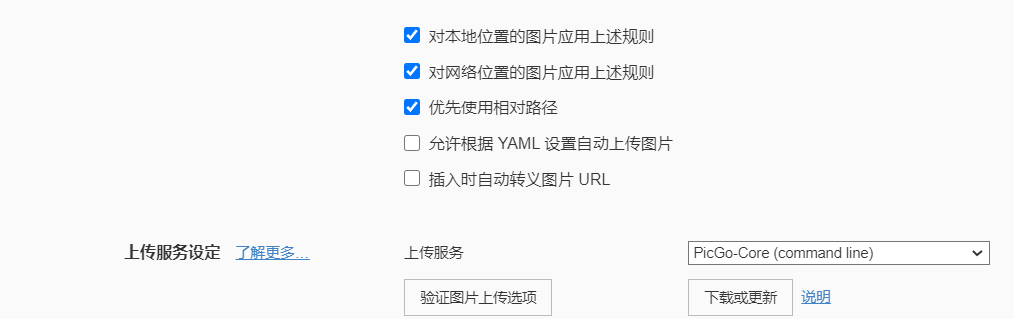 对本地位置的图片应用上述规则
对网络位置的图片应用上述规则
优先使用相对路径
允许根据 YAML 设置自动上传图片
插入时自动转义图片 URL
上传服务设定 了解更多... 上传服务 PicGo-Core (command line)
验证图片上传选项 下载或更新 说明